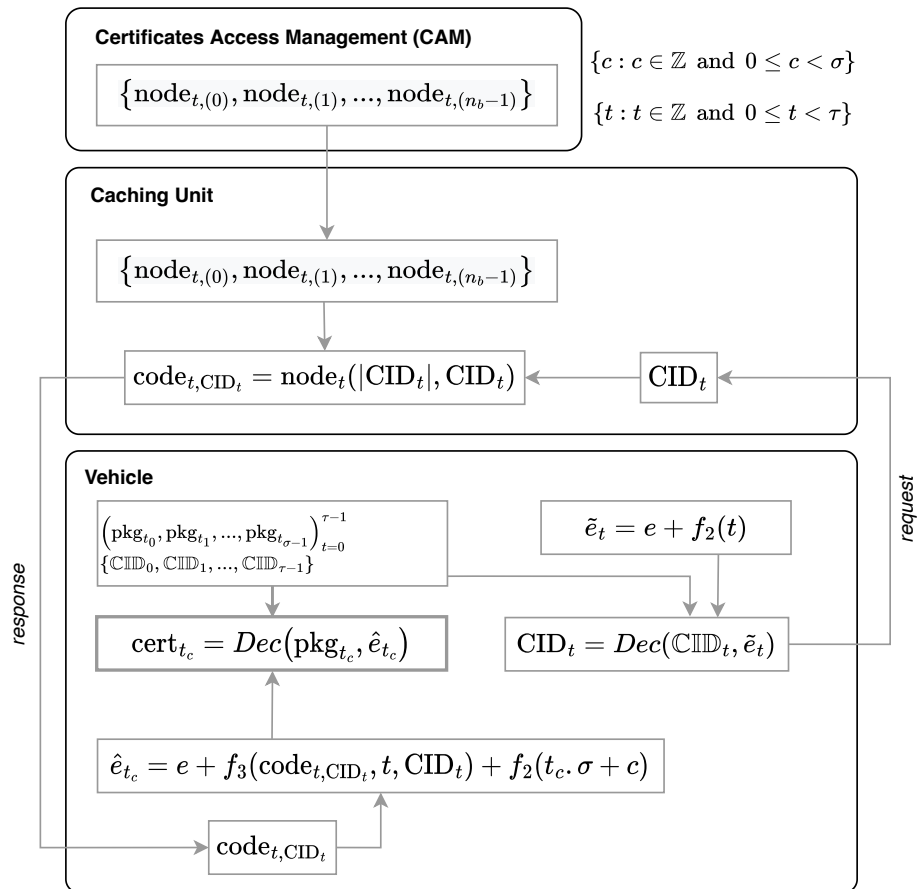 Certificates Access Management (CAM)
{node_{t,(0)}, node_{t,(1)}, ..., node_{t,(n_b−1)}}
{c : c ∈ ℤ and 0 ≤ c < σ}
{t : t ∈ ℤ and 0 ≤ t < τ}
Caching Unit
{node_{t,(0)}, node_{t,(1)}, ..., node_{t,(n_b−1)}}
code_{t,CID_t} = node_t(|CID_t|, CID_t)
CID_t
response
request
Vehicle
(pkg_{t_0}, pkg_{t_1}, ..., pkg_{t_{σ−1}})_{t=0}^{τ−1}
{ℂ𝕀𝔻_0, ℂ𝕀𝔻_1, ..., ℂ𝕀𝔻_{τ−1}}
ẽ_t = e + f_2(t)
cert_{t_c} = Dec(pkg_{t_c}, ê_{t_c})
CID_t = Dec(ℂ𝕀𝔻_t, ẽ_t)
ê_{t_c} = e + f_3(code_{t,CID_t}, t, CID_t) + f_2(t_c. σ + c)
code_{t,CID_t}